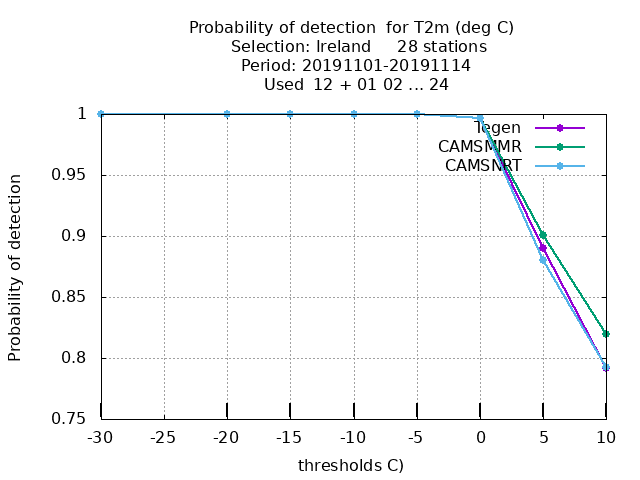 Probability of detection  for T2m (deg C)
Selection: Ireland     28 stations
Period: 20191101-20191114
Used  12 + 01 02 ... 24
Probability of detection
1
0.95
0.9
0.85
0.8
0.75
Tegen
CAMSMMR
CAMSNRT
-30 -25 -20 -15 -10 -5 0 5 10
thresholds C)